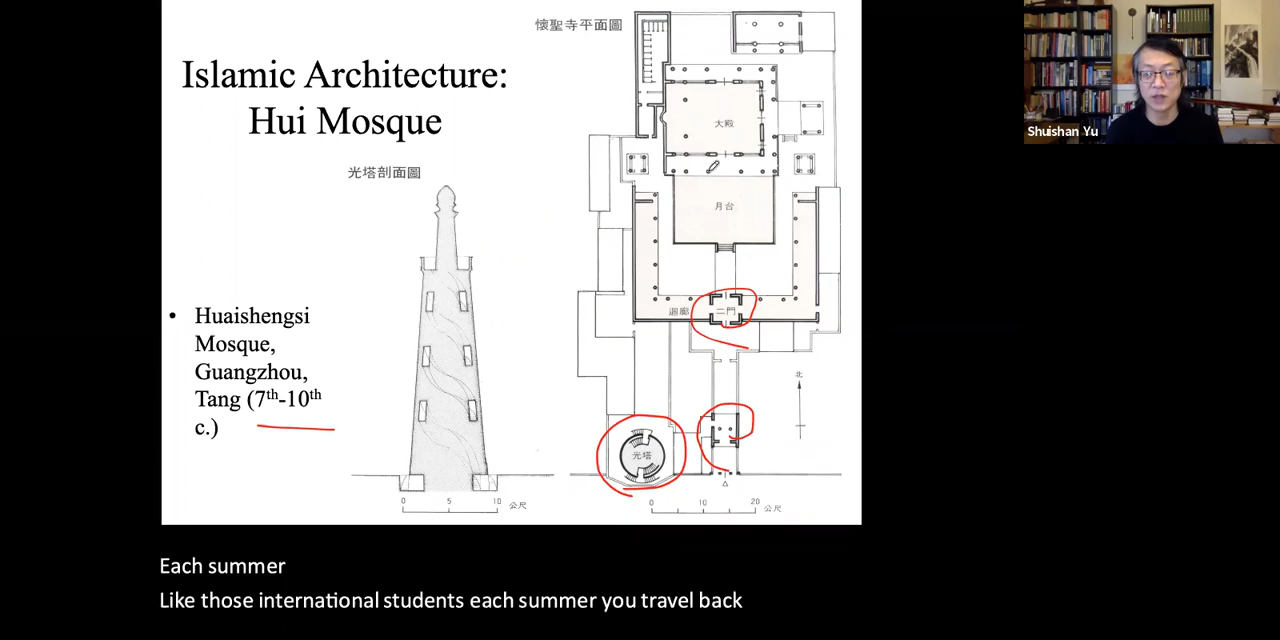 Islamic Architecture:
Hui Mosque
光塔剖面圖
• Huaishengsi
Mosque,
Guangzhou,
Tang (7th-10th
c.)
0 5 10 公尺
懷聖寺平面圖
大殿
月台
迴廊
二門
北
光塔
0 10 20 公尺
Shuishan Yu
Each summer
Like those international students each summer you travel back